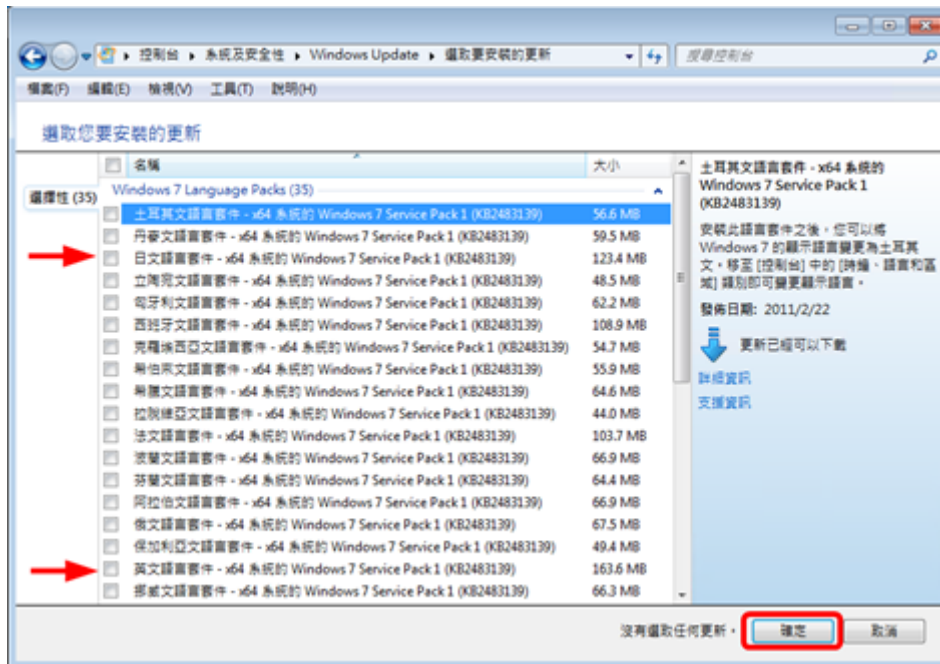 控制台 ▸ 系統及安全性 ▸ Windows Update ▸ 選取要安裝的更新
搜尋控制台
檔案(F) 編輯(E) 檢視(V) 工具(T) 說明(H)
選取您要安裝的更新
名稱 大小
選擇性 (35)
Windows 7 Language Packs (35)
土耳其文語言套件 - x64 系統的 Windows 7 Service Pack 1 (KB2483139) 56.6 MB
丹麥文語言套件 - x64 系統的 Windows 7 Service Pack 1 (KB2483139) 59.5 MB
日文語言套件 - x64 系統的 Windows 7 Service Pack 1 (KB2483139) 123.4 MB
立陶宛文語言套件 - x64 系統的 Windows 7 Service Pack 1 (KB2483139) 48.5 MB
匈牙利文語言套件 - x64 系統的 Windows 7 Service Pack 1 (KB2483139) 62.2 MB
西班牙文語言套件 - x64 系統的 Windows 7 Service Pack 1 (KB2483139) 108.9 MB
克羅埃西亞文語言套件 - x64 系統的 Windows 7 Service Pack 1 (KB2483139) 54.7 MB
希伯來文語言套件 - x64 系統的 Windows 7 Service Pack 1 (KB2483139) 55.9 MB
希臘文語言套件 - x64 系統的 Windows 7 Service Pack 1 (KB2483139) 64.6 MB
拉脫維亞文語言套件 - x64 系統的 Windows 7 Service Pack 1 (KB2483139) 44.0 MB
法文語言套件 - x64 系統的 Windows 7 Service Pack 1 (KB2483139) 103.7 MB
波蘭文語言套件 - x64 系統的 Windows 7 Service Pack 1 (KB2483139) 66.9 MB
芬蘭文語言套件 - x64 系統的 Windows 7 Service Pack 1 (KB2483139) 64.4 MB
阿拉伯文語言套件 - x64 系統的 Windows 7 Service Pack 1 (KB2483139) 66.9 MB
俄文語言套件 - x64 系統的 Windows 7 Service Pack 1 (KB2483139) 67.5 MB
保加利亞文語言套件 - x64 系統的 Windows 7 Service Pack 1 (KB2483139) 49.4 MB
英文語言套件 - x64 系統的 Windows 7 Service Pack 1 (KB2483139) 163.6 MB
挪威文語言套件 - x64 系統的 Windows 7 Service Pack 1 (KB2483139) 66.3 MB
土耳其文語言套件 - x64 系統的
Windows 7 Service Pack 1
(KB2483139)
安裝此語言套件之後，您可以將
Windows 7 的顯示語言變更為土耳其
文。移至 [控制台] 中的 [時鐘、語言和區
域] 類別即可變更顯示語言。
發佈日期: 2011/2/22
更新已經可以下載
詳細資訊
支援資訊
沒有選取任何更新。 確定 取消